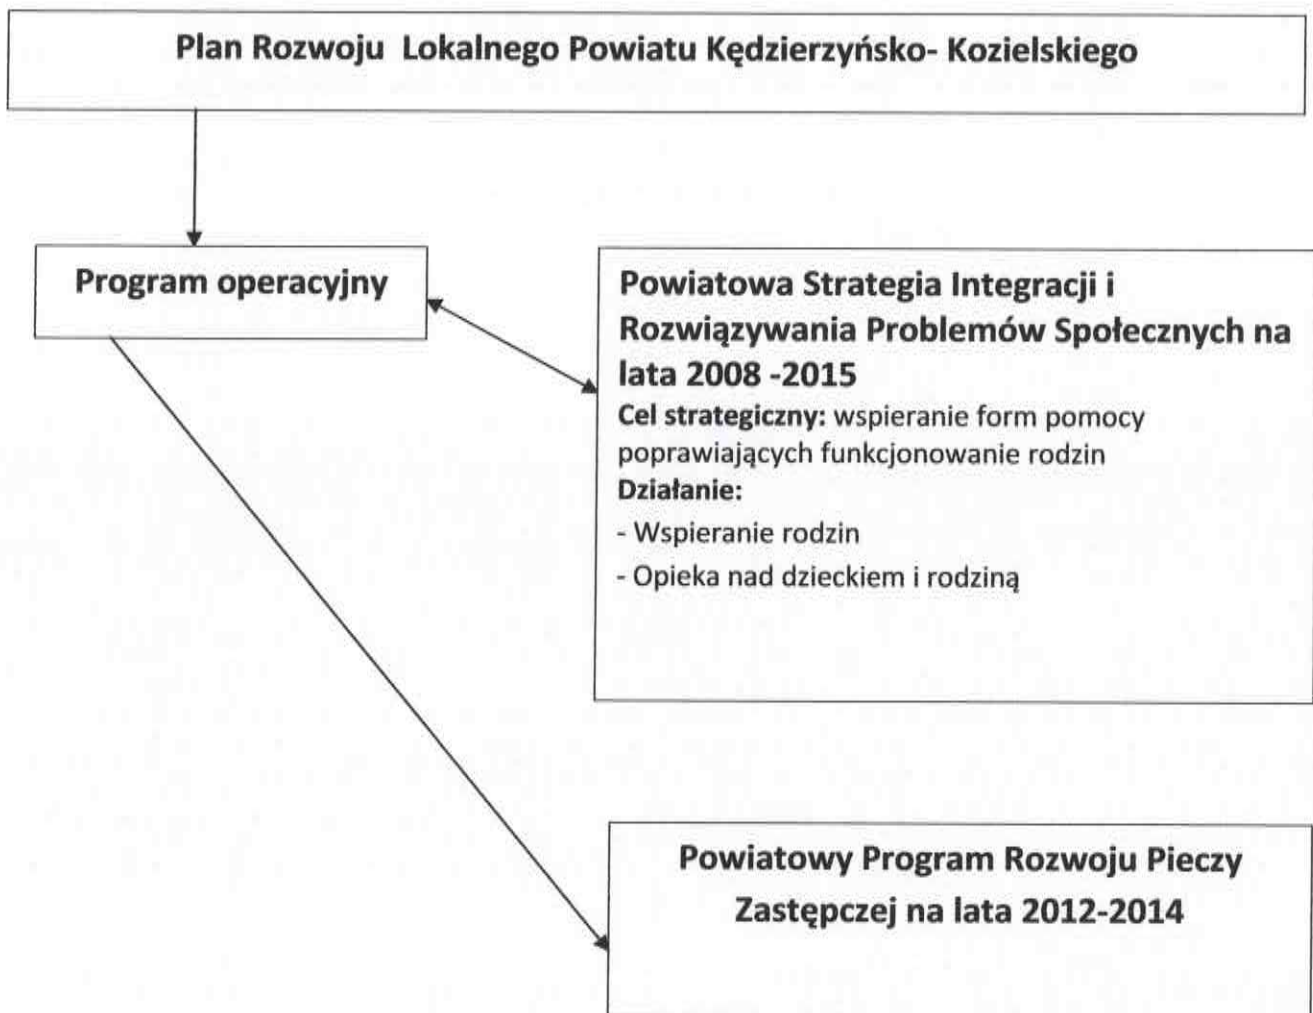 Plan Rozwoju Lokalnego Powiatu Kędzierzyńsko- Kozielskiego
Program operacyjny
Powiatowa Strategia Integracji i
Rozwiązywania Problemów Społecznych na
lata 2008 -2015
Cel strategiczny: wspieranie form pomocy
poprawiających funkcjonowanie rodzin
Działanie:
- Wspieranie rodzin
- Opieka nad dzieckiem i rodziną
Powiatowy Program Rozwoju Pieczy
Zastępczej na lata 2012-2014